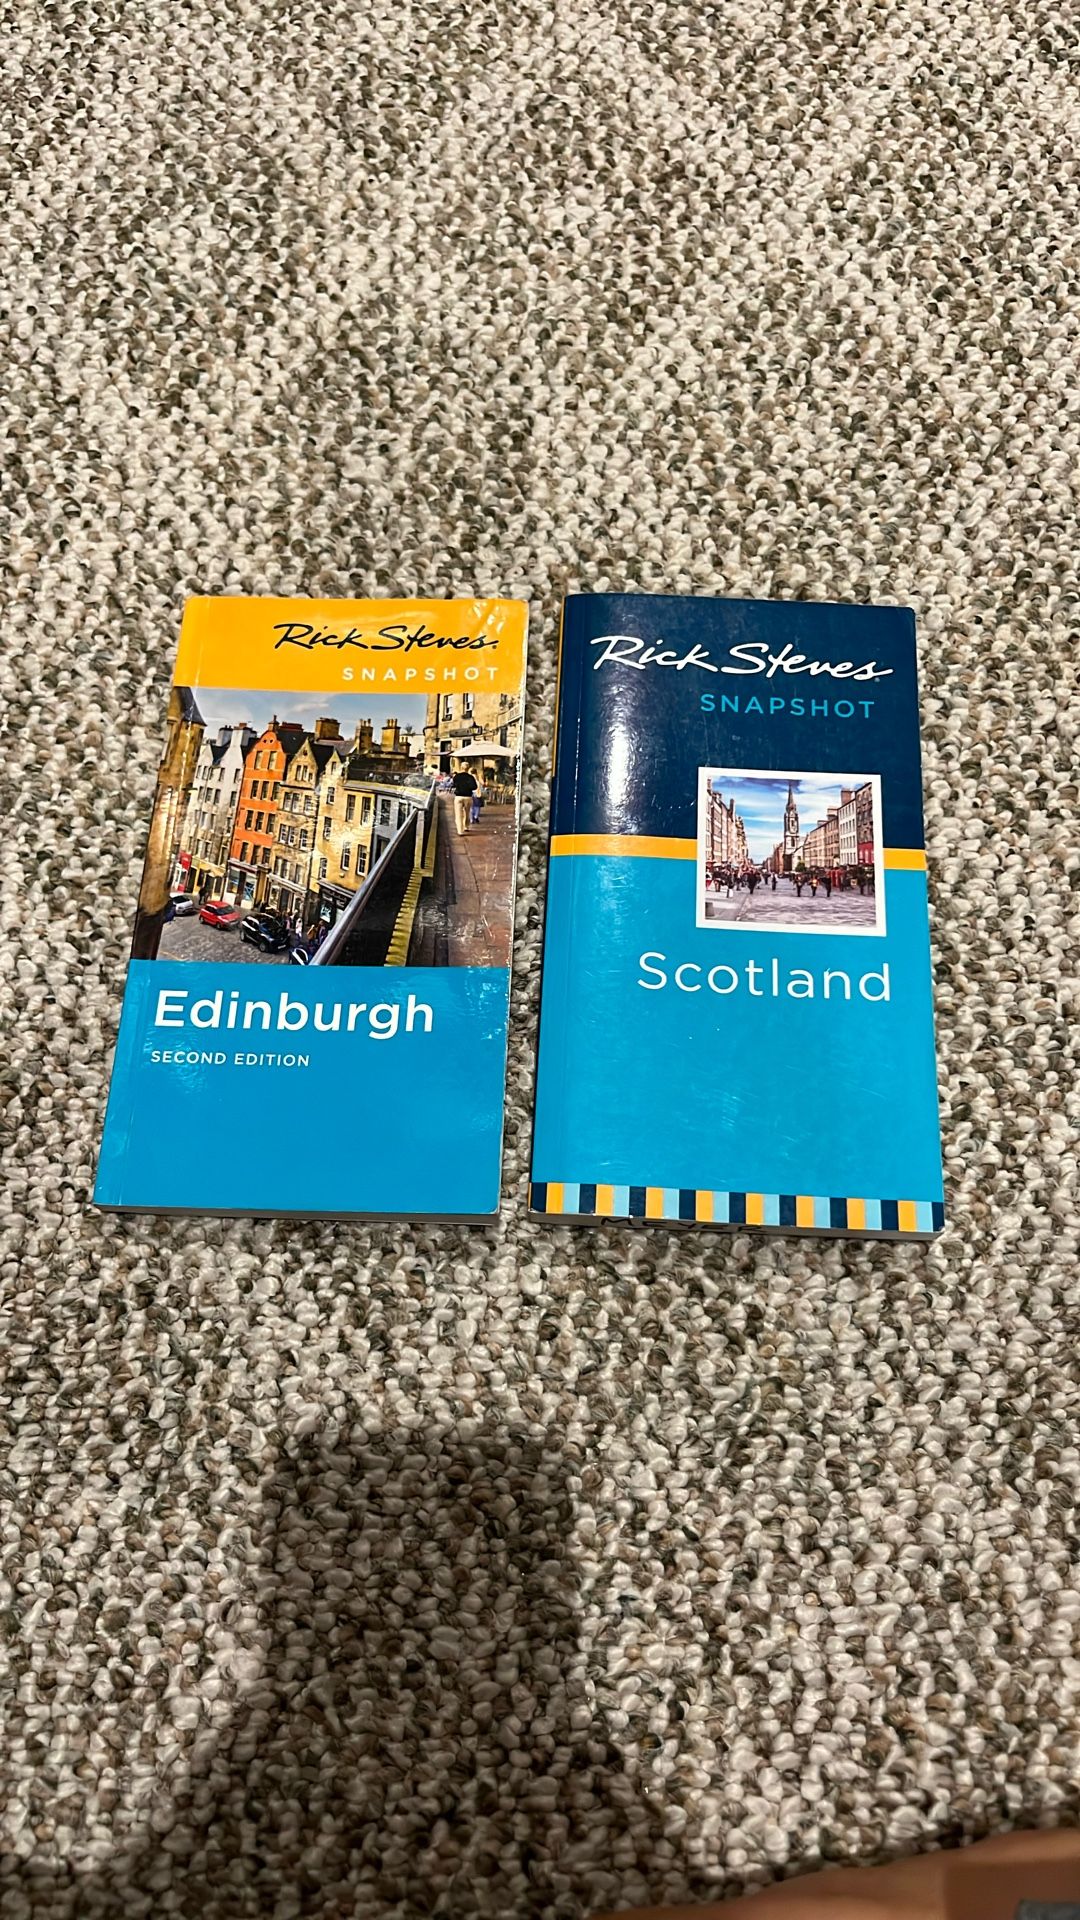 Rick Steves
SNAPSHOT
Edinburgh
SECOND EDITION
Rick Steves
SNAPSHOT
Scotland